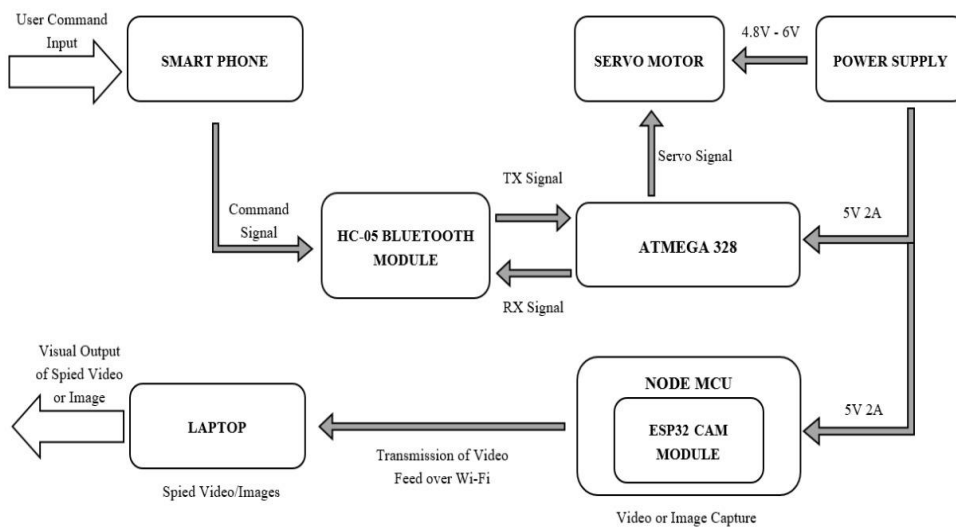 User Command
Input
SMART PHONE
SERVO MOTOR
4.8V - 6V
POWER SUPPLY
Servo Signal
TX Signal
Command
Signal
HC-05 BLUETOOTH
MODULE
ATMEGA 328
5V 2A
RX Signal
Visual Output
of Spied Video
or Image
LAPTOP
Spied Video/Images
Transmission of Video
Feed over Wi-Fi
NODE MCU
ESP32 CAM
MODULE
5V 2A
Video or Image Capture